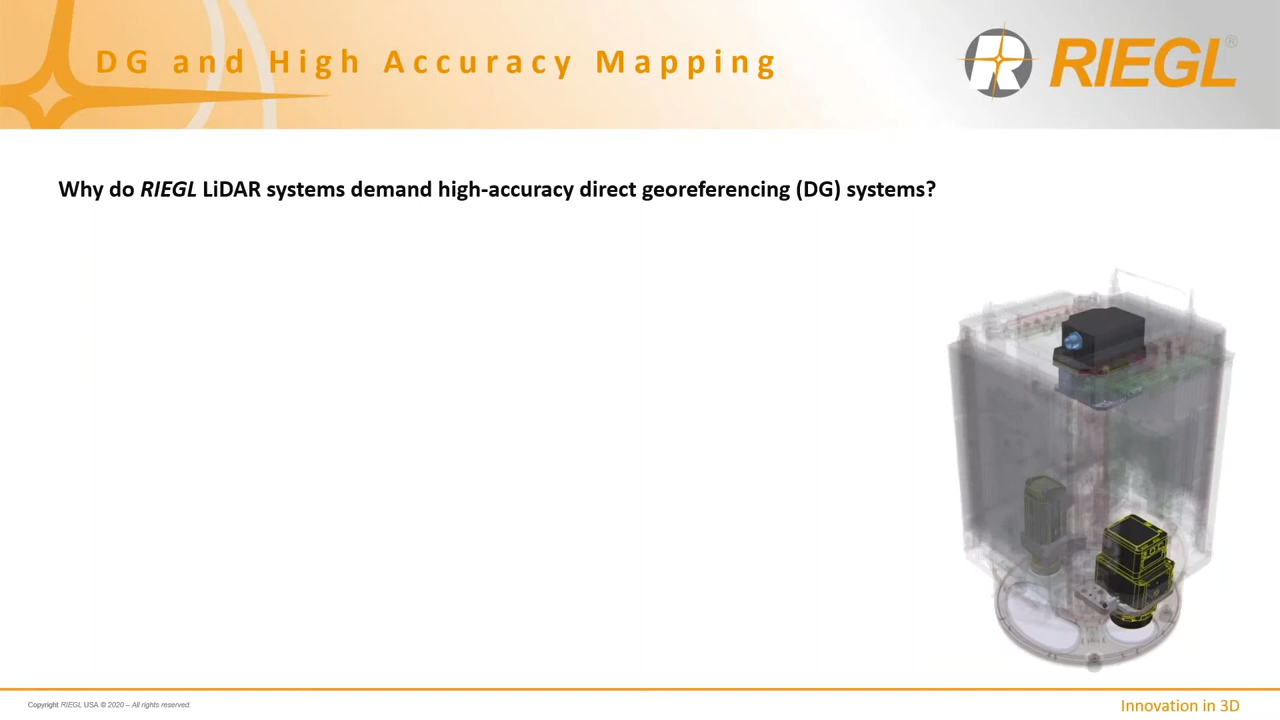 DG and High Accuracy Mapping
RIEGL®
Why do RIEGL LiDAR systems demand high-accuracy direct georeferencing (DG) systems?
Copyright RIEGL USA © 2020 – All rights reserved.
Innovation in 3D